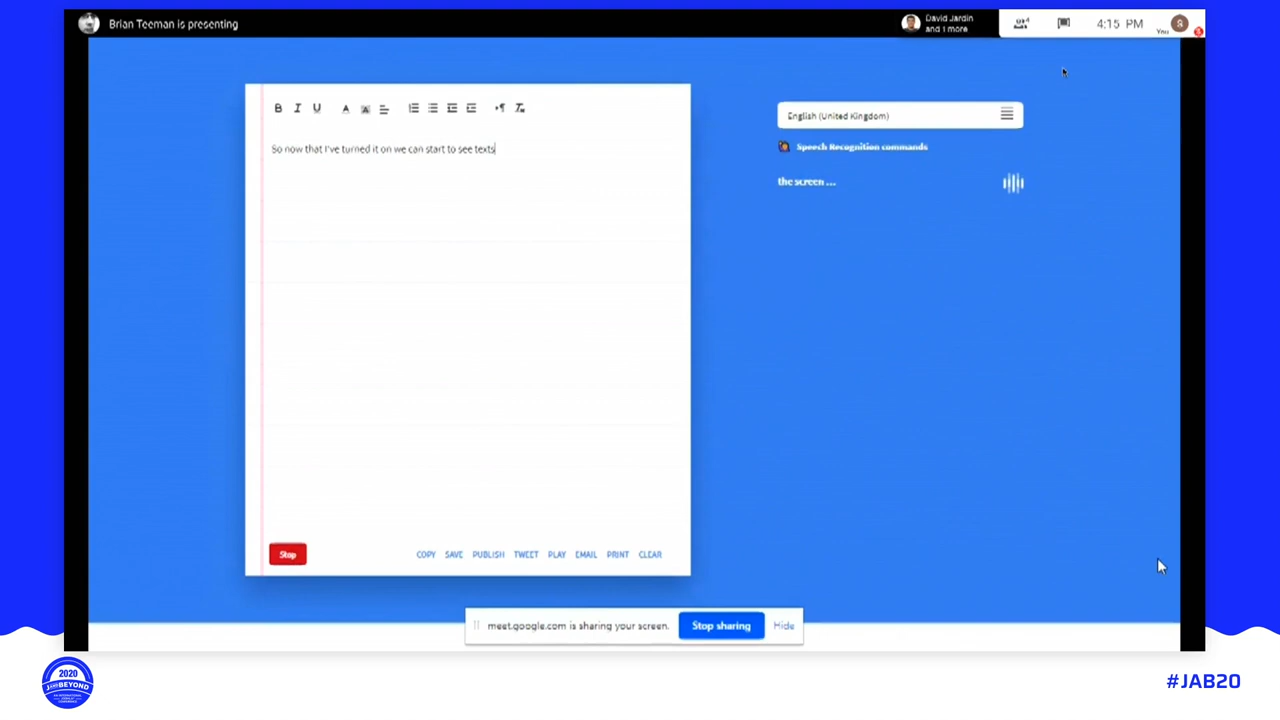 Brian Teeman is presenting
David Jardin
and 1 more
4:15 PM
You
S
B I U
English (United Kingdom)
Speech Recognition commands
So now that I've turned it on we can start to see texts
the screen ...
Stop
COPY SAVE PUBLISH TWEET PLAY EMAIL PRINT CLEAR
meet.google.com is sharing your screen.
Stop sharing
Hide
2020
JANDBEYOND
#JAB20